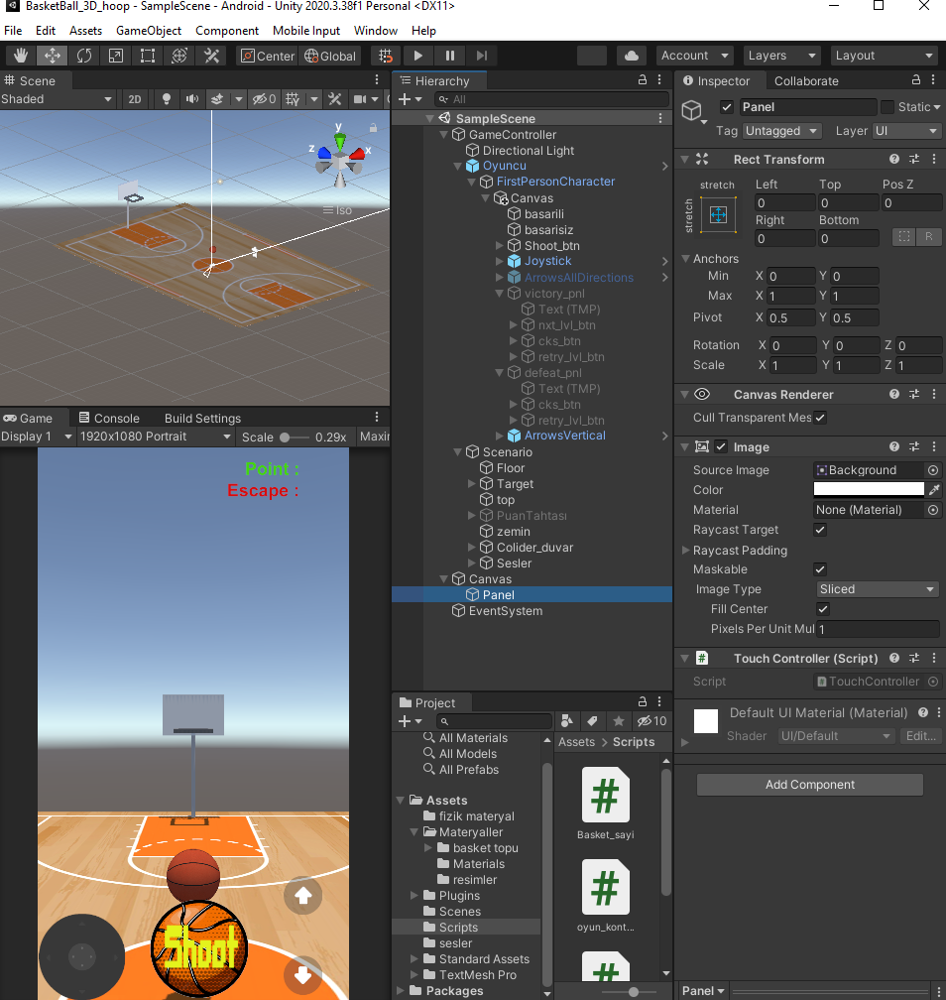 BasketBall_3D_hoop - SampleScene - Android - Unity 2020.3.38f1 Personal <DX11>
File Edit Assets GameObject Component Mobile Input Window Help
Center Global Account Layers Layout
Scene
Shaded 2D 0
y
z x
Iso
Hierarchy
All
SampleScene
GameController
Directional Light
Oyuncu
FirstPersonCharacter
Canvas
basarili
basarisiz
Shoot_btn
Joystick
ArrowsAllDirections
victory_pnl
Text (TMP)
nxt_lvl_btn
cks_btn
retry_lvl_btn
defeat_pnl
Text (TMP)
cks_btn
retry_lvl_btn
ArrowsVertical
Scenario
Floor
Target
top
PuanTahtası
zemin
Colider_duvar
Sesler
Canvas
Panel
EventSystem
Inspector Collaborate
Panel Static
Tag Untagged Layer UI
Rect Transform
stretch
stretch
Left Top Pos Z
0 0 0
Right Bottom
0 0 R
Anchors
Min X 0 Y 0
Max X 1 Y 1
Pivot X 0.5 Y 0.5
Rotation X 0 Y 0 Z 0
Scale X 1 Y 1 Z 1
Canvas Renderer
Cull Transparent Mes
Image
Source Image Background
Color
Material None (Material)
Raycast Target
Raycast Padding
Maskable
Image Type Sliced
Fill Center
Pixels Per Unit Mul 1
# Touch Controller (Script)
Script TouchController
Default UI Material (Material)
Shader UI/Default Edit...
Add Component
Panel
Game Console Build Settings
Display 1 1920x1080 Portrait Scale 0.29x Maxir
Point :
Escape :
Shoot
Project
10
All Materials
All Models
All Prefabs
Assets
fizik materyal
Materyaller
basket topu
Materials
resimler
Plugins
Scenes
Scripts
sesler
Standard Assets
TextMesh Pro
Packages
Assets > Scripts
#
Basket_sayi
#
oyun_kont...
#